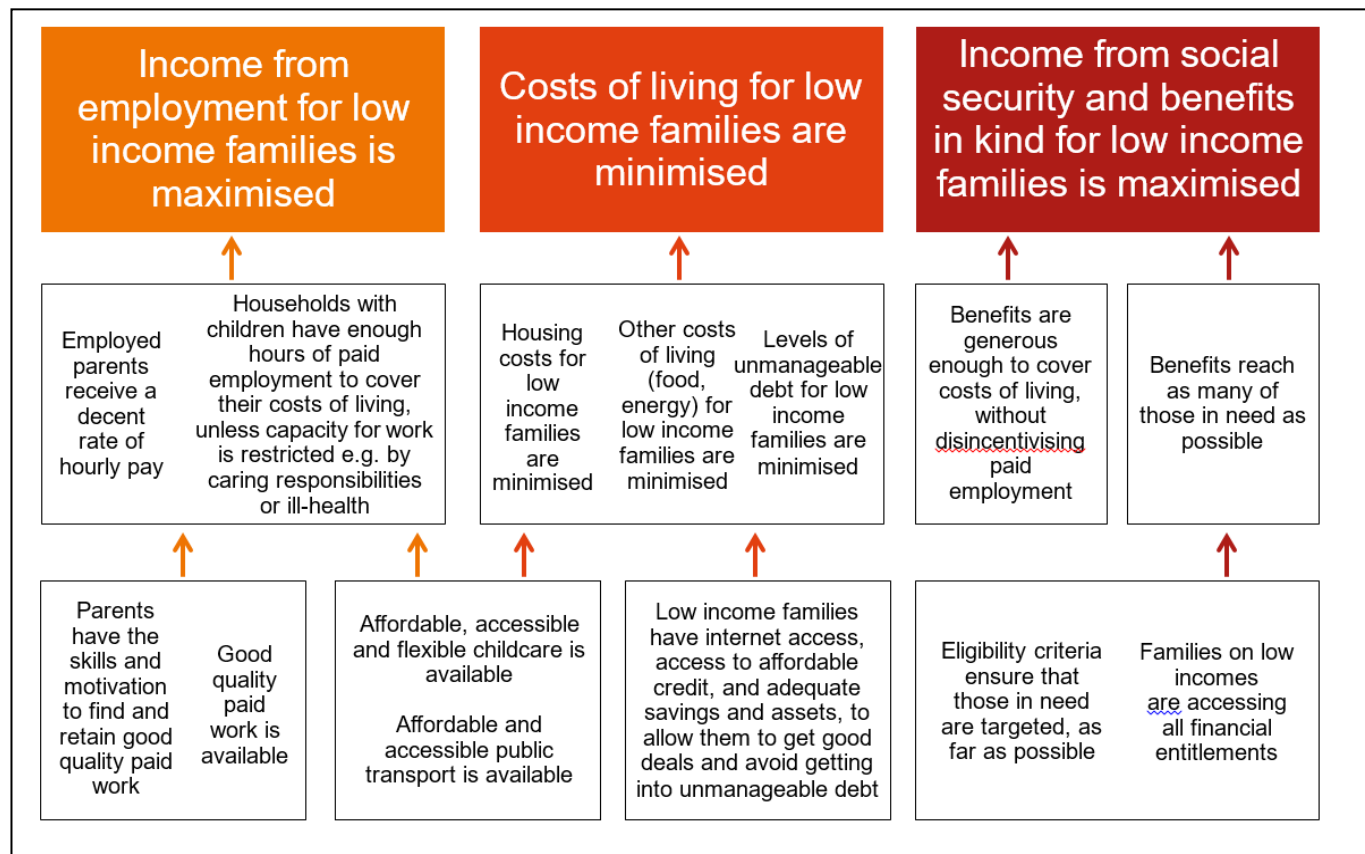 Income from
employment for low
income families is
maximised
Costs of living for low
income families are
minimised
Income from social
security and benefits
in kind for low income
families is maximised
Employed
parents
receive a
decent
rate of
hourly pay
Households with
children have enough
hours of paid
employment to cover
their costs of living,
unless capacity for work
is restricted e.g. by
caring responsibilities
or ill-health
Housing
costs for
low
income
families
are
minimised
Other costs
of living
(food,
energy) for
low income
families are
minimised
Levels of
unmanageable
debt for low
income
families are
minimised
Benefits are
generous
enough to cover
costs of living,
without
disincentivising
paid
employment
Benefits reach
as many of
those in need as
possible
Parents
have the
skills and
motivation
to find and
retain good
quality paid
work
Good
quality
paid
work is
available
Affordable, accessible
and flexible childcare is
available
Affordable and
accessible public
transport is available
Low income families
have internet access,
access to affordable
credit, and adequate
savings and assets, to
allow them to get good
deals and avoid getting
into unmanageable debt
Eligibility criteria
ensure that
those in need
are targeted, as
far as possible
Families on low
incomes
are accessing
all financial
entitlements